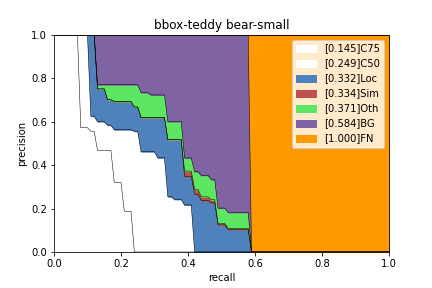 bbox-teddy bear-small
1.0
0.8
0.6
0.4
0.2
0.0
precision
[0.145]C75
[0.249]C50
[0.332]Loc
[0.334]Sim
[0.371]Oth
[0.584]BG
[1.000]FN
0.0 0.2 0.4 0.6 0.8 1.0
recall